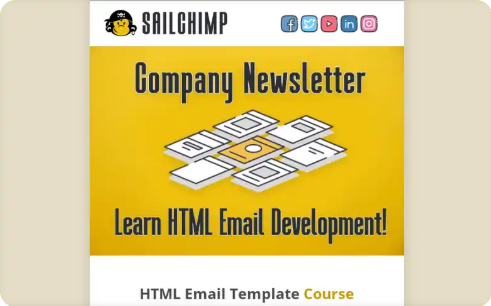 SAILCHIMP
Company Newsletter
Learn HTML Email Development!
HTML Email Template Course